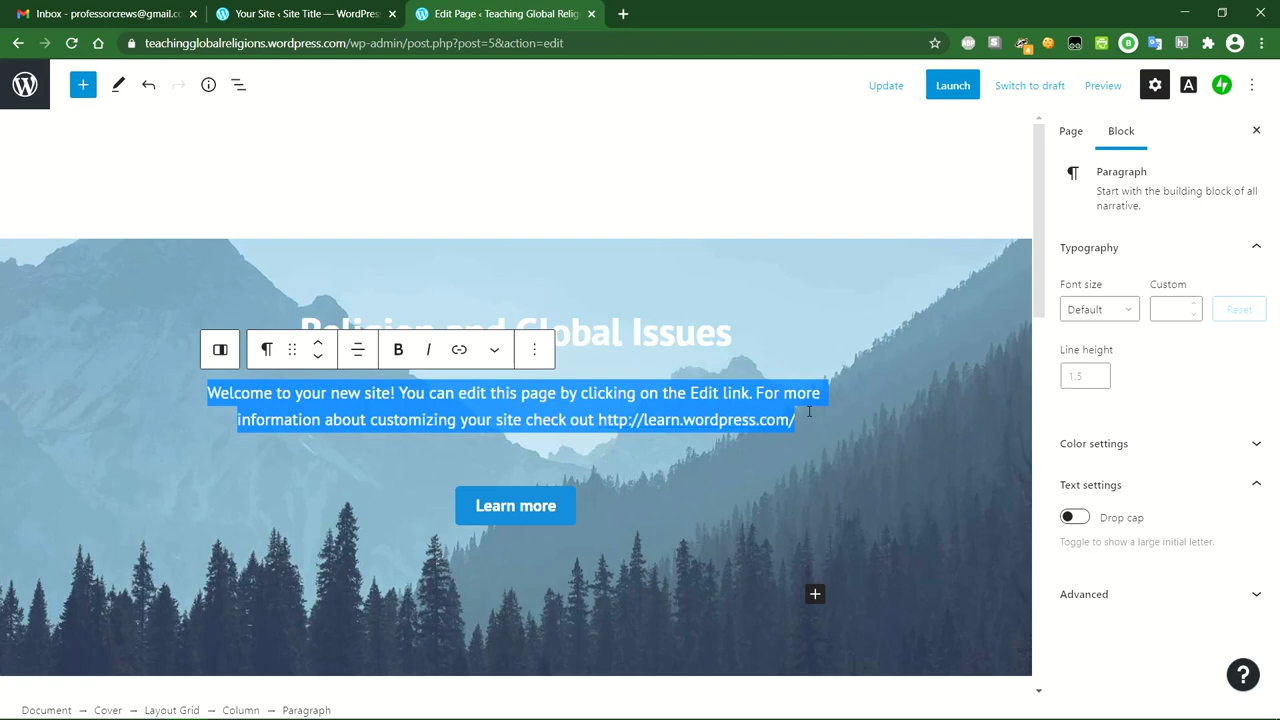 Inbox - professorcrews@gmail.co
Your Site ‹ Site Title — WordPres
Edit Page ‹ Teaching Global Relig
teachingglobalreligions.wordpress.com/wp-admin/post.php?post=5&action=edit
Update
Launch
Switch to draft
Preview
Page
Block
Paragraph
Start with the building block of all
narrative.
Typography
Font size
Custom
Default
Reset
Line height
1.5
Color settings
Text settings
Drop cap
Toggle to show a large initial letter.
Advanced
Religion and Global Issues
Welcome to your new site! You can edit this page by clicking on the Edit link. For more
information about customizing your site check out http://learn.wordpress.com/
Learn more
Document → Cover → Layout Grid → Column → Paragraph